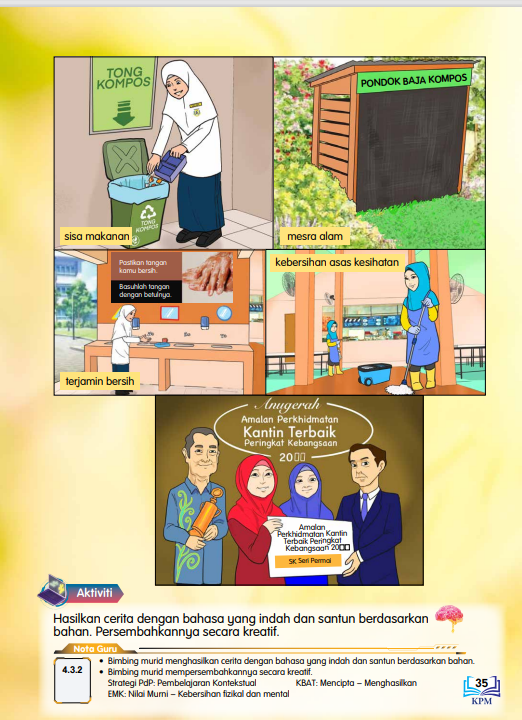 TONG
KOMPOS
TONG
KOMPOS
sisa makanan
PONDOK BAJA KOMPOS
mesra alam
Pastikan tangan
kamu bersih.
Basuhlah tangan
dengan betulnya.
terjamin bersih
kebersihan asas kesihatan
Anugerah
Amalan Perkhidmatan
Kantin Terbaik
Peringkat Kebangsaan
20▯▯
Amalan
Perkhidmatan Kantin
Terbaik Peringkat
Kebangsaan 20▯▯
SK Seri Permai
Aktiviti
Hasilkan cerita dengan bahasa yang indah dan santun berdasarkan
bahan. Persembahkannya secara kreatif.
Nota Guru
4.3.2
• Bimbing murid menghasilkan cerita dengan bahasa yang indah dan santun berdasarkan bahan.
• Bimbing murid mempersembahkannya secara kreatif.
Strategi PdP: Pembelajaran Kontekstual KBAT: Mencipta – Menghasilkan
EMK: Nilai Murni – Kebersihan fizikal dan mental
35
KPM